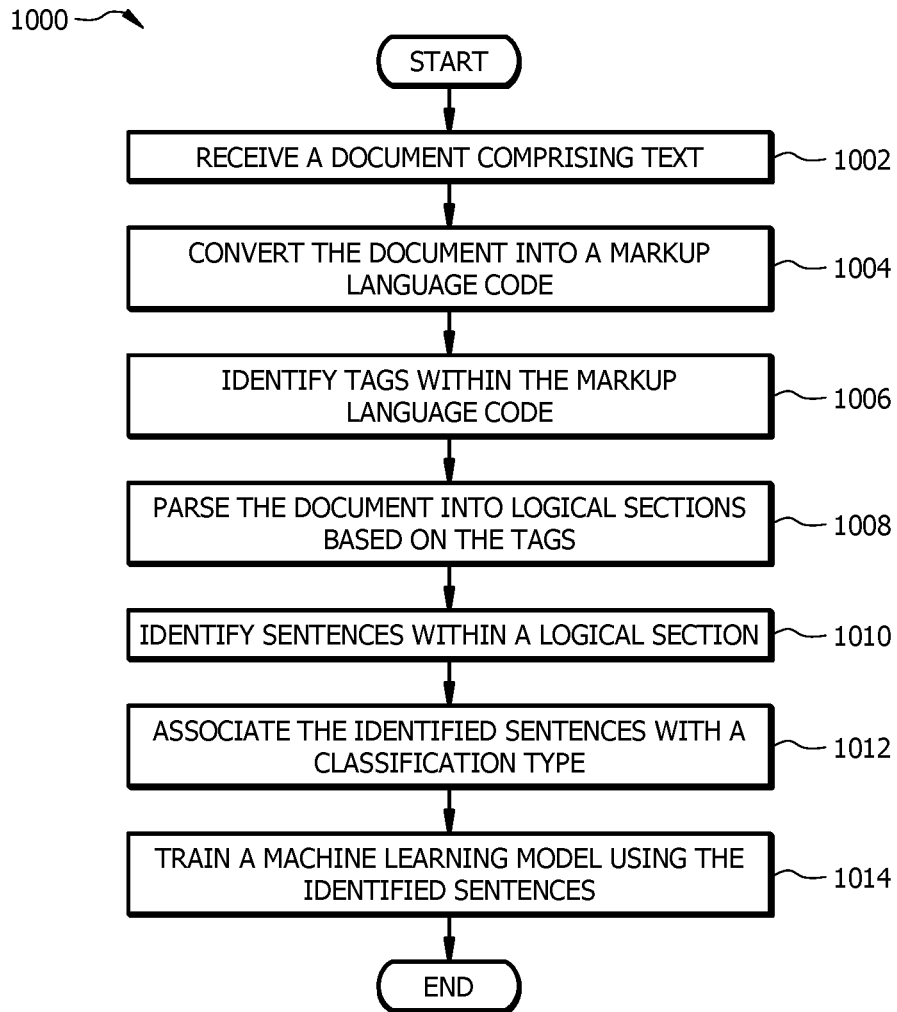 1000
START
RECEIVE A DOCUMENT COMPRISING TEXT
1002
CONVERT THE DOCUMENT INTO A MARKUP
LANGUAGE CODE
1004
IDENTIFY TAGS WITHIN THE MARKUP
LANGUAGE CODE
1006
PARSE THE DOCUMENT INTO LOGICAL SECTIONS
BASED ON THE TAGS
1008
IDENTIFY SENTENCES WITHIN A LOGICAL SECTION
1010
ASSOCIATE THE IDENTIFIED SENTENCES WITH A
CLASSIFICATION TYPE
1012
TRAIN A MACHINE LEARNING MODEL USING THE
IDENTIFIED SENTENCES
1014
END